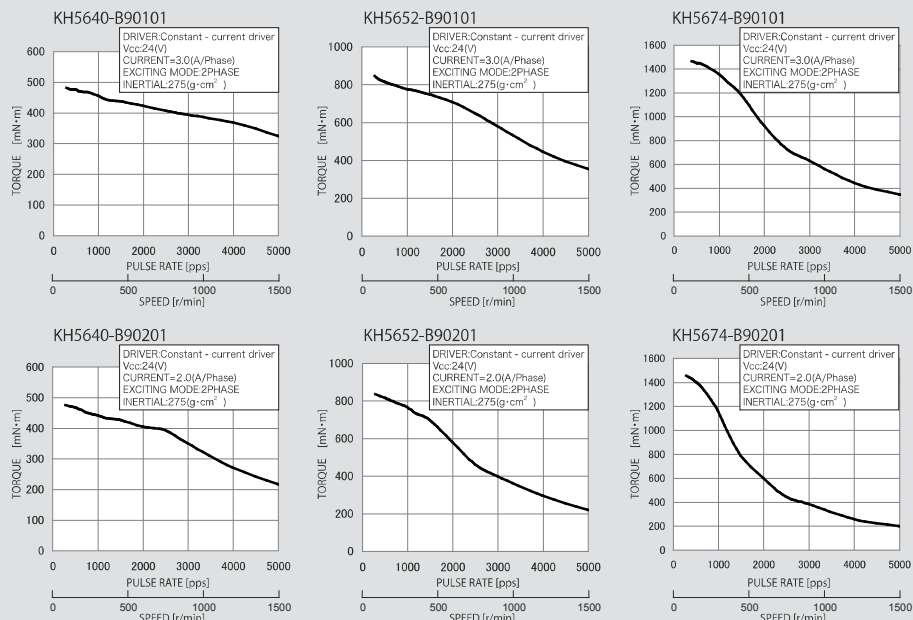 KH5640-B90101
DRIVER:Constant - current driver
Vcc:24(V)
CURRENT=3.0(A/Phase)
EXCITING MODE:2PHASE
INERTIAL:275(g・cm² )
TORQUE [mN・m]
600
500
400
300
200
100
0
0 1000 2000 3000 4000 5000
PULSE RATE [pps]
0 500 1000 1500
SPEED [r/min]
KH5652-B90101
DRIVER:Constant - current driver
Vcc:24(V)
CURRENT=3.0(A/Phase)
EXCITING MODE:2PHASE
INERTIAL:275(g・cm² )
TORQUE [mN・m]
1000
800
600
400
200
0
0 1000 2000 3000 4000 5000
PULSE RATE [pps]
0 500 1000 1500
SPEED [r/min]
KH5674-B90101
DRIVER:Constant - current driver
Vcc:24(V)
CURRENT=3.0(A/Phase)
EXCITING MODE:2PHASE
INERTIAL:275(g・cm² )
TORQUE [mN・m]
1600
1400
1200
800
600
400
200
0
0 1000 2000 3000 4000 5000
PULSE RATE [pps]
0 500 1000 1500
SPEED [r/min]
KH5640-B90201
DRIVER:Constant - current driver
Vcc:24(V)
CURRENT=2.0(A/Phase)
EXCITING MODE:2PHASE
INERTIAL:275(g・cm² )
TORQUE [mN・m]
600
500
400
300
200
100
0
0 1000 2000 3000 4000 5000
PULSE RATE [pps]
0 500 1000 1500
SPEED [r/min]
KH5652-B90201
DRIVER:Constant - current driver
Vcc:24(V)
CURRENT=2.0(A/Phase)
EXCITING MODE:2PHASE
INERTIAL:275(g・cm² )
TORQUE [mN・m]
1000
800
600
400
200
0
0 1000 2000 3000 4000 5000
PULSE RATE [pps]
0 500 1000 1500
SPEED [r/min]
KH5674-B90201
DRIVER:Constant - current driver
Vcc:24(V)
CURRENT=2.0(A/Phase)
EXCITING MODE:2PHASE
INERTIAL:275(g・cm² )
TORQUE [mN・m]
1600
1400
1200
1000
800
600
400
200
0
0 1000 2000 3000 4000 5000
PULSE RATE [pps]
0 500 1000 1500
SPEED [r/min]